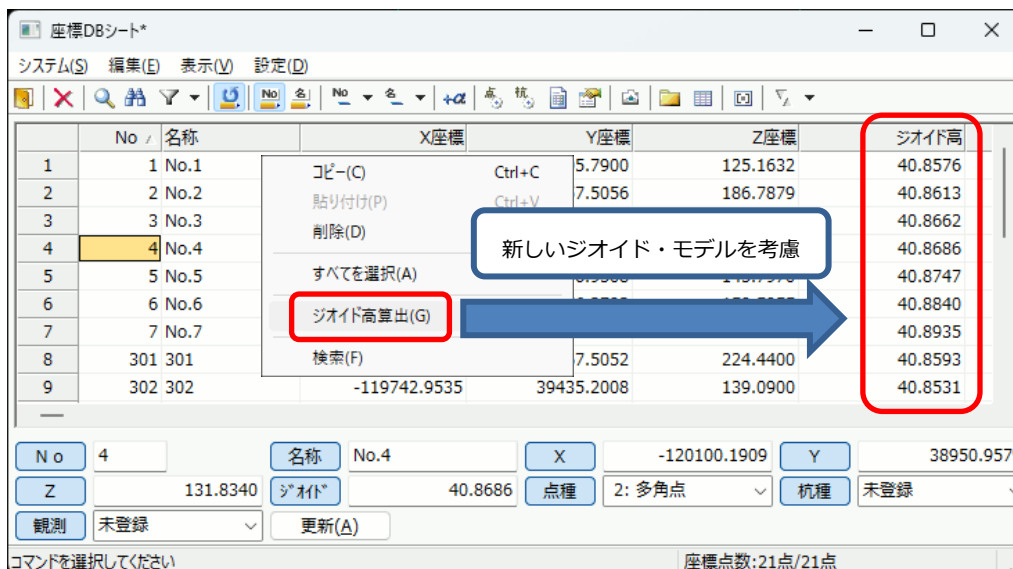 座標DBシート*
システム(S) 編集(E) 表示(V) 設定(D)
No 名 No 名 +α 点 杭
No 名称 X座標 Y座標 Z座標 ジオイド高
1 1 No.1 5.7900 125.1632 40.8576
2 2 No.2 7.5056 186.7879 40.8613
3 3 No.3 40.8662
4 4 No.4 40.8686
5 5 No.5 40.8747
6 6 No.6 40.8840
7 7 No.7 40.8935
8 301 301 7.5052 224.4400 40.8593
9 302 302 -119742.9535 39435.2008 139.0900 40.8531
コピー(C) Ctrl+C
貼り付け(P) Ctrl+V
削除(D)
すべてを選択(A)
ジオイド高算出(G)
検索(F)
新しいジオイド・モデルを考慮
No 4 名称 No.4 X -120100.1909 Y 38950.957
Z 131.8340 ジオイド 40.8686 点種 2: 多角点 杭種 未登録
観測 未登録 更新(A)
コマンドを選択してください 座標点数:21点/21点